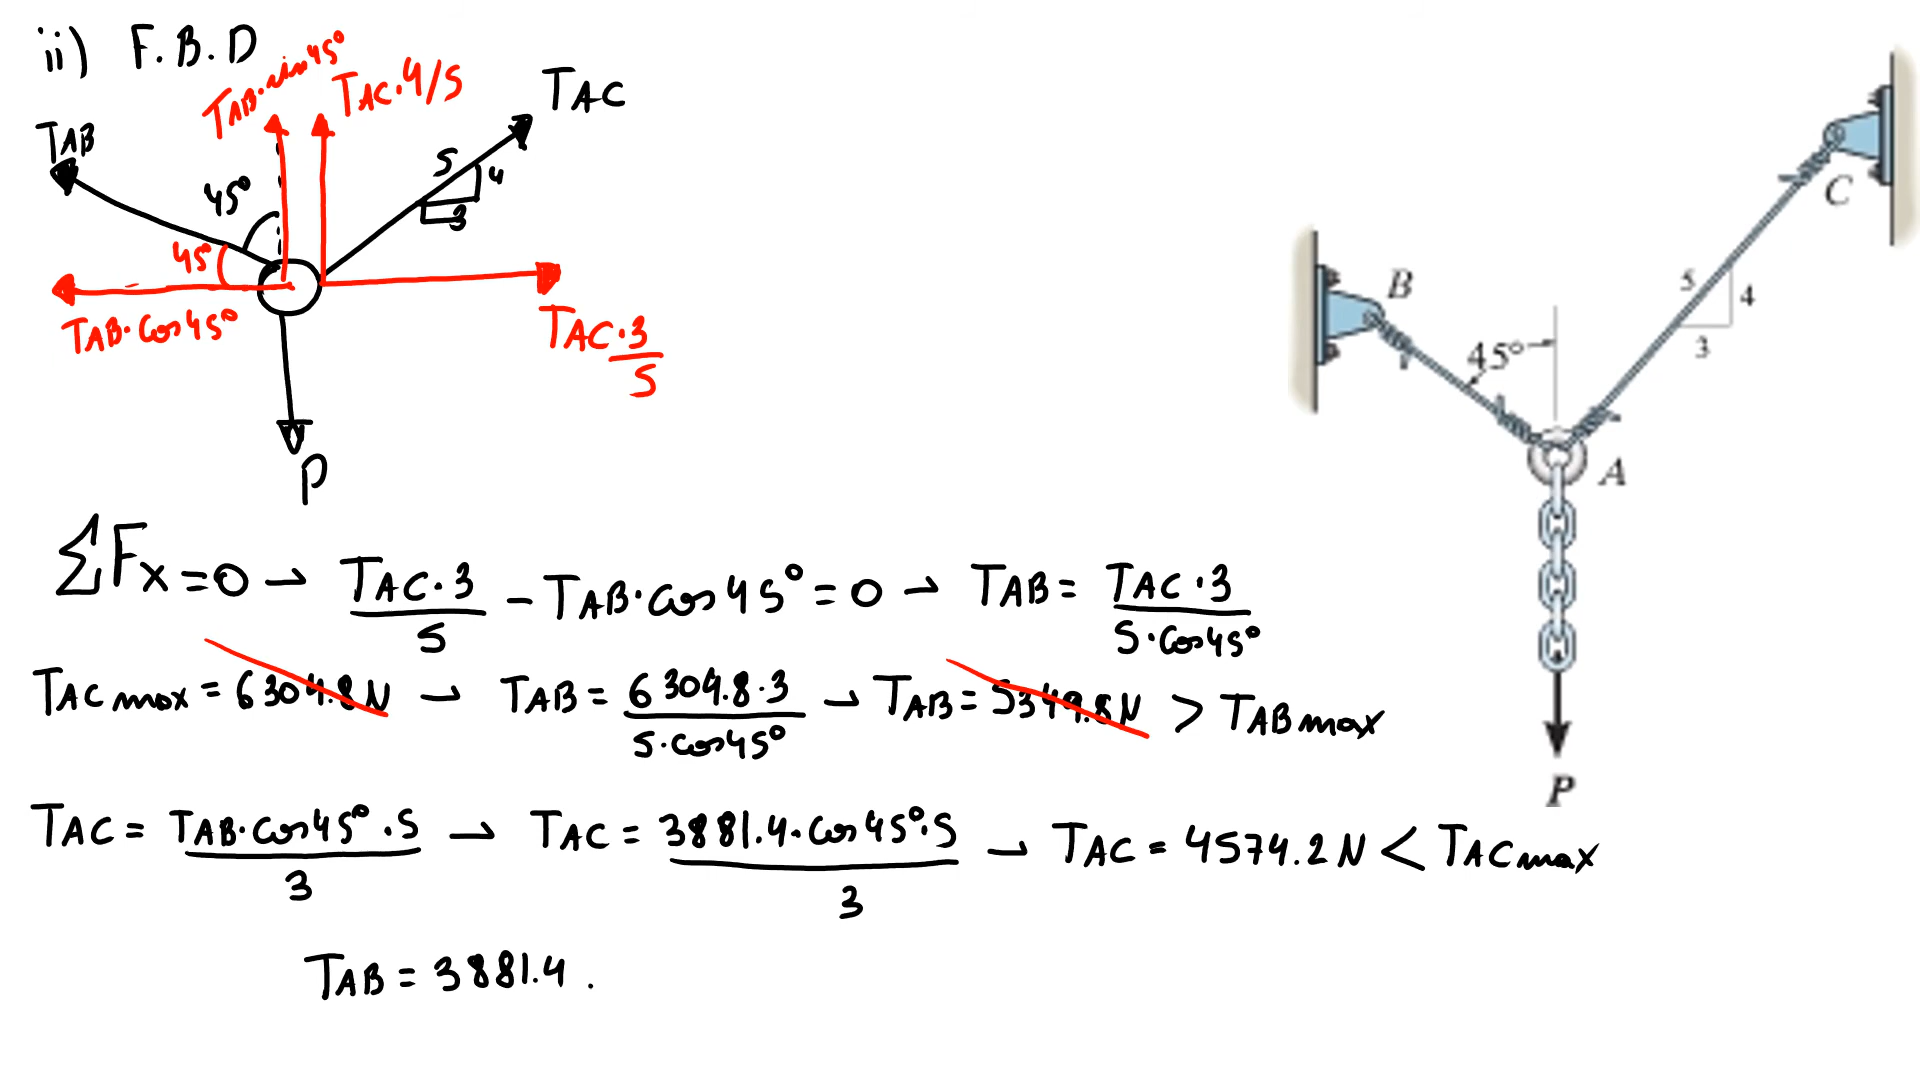 ii) F.B.D
TAB·sin45°
TAC·4/5
TAC
TAB
45°
5
4
3
45°
TAB·cos45°
TAC·3/5
P
ΣFx=0 → TAC·3/5 - TAB·cos45°=0 → TAB= TAC·3/5·cos45°
TACmax = 6304.8N → TAB = 6304.8·3/5·cos45° → TAB= 5349.8N > TABmax
TAC = TAB·cos45°·5/3 → TAC = 3881.4·cos45°·5/3 → TAC = 4574.2N < TACmax
TAB = 3881.4.
C
B
5
4
3
45°
A
P